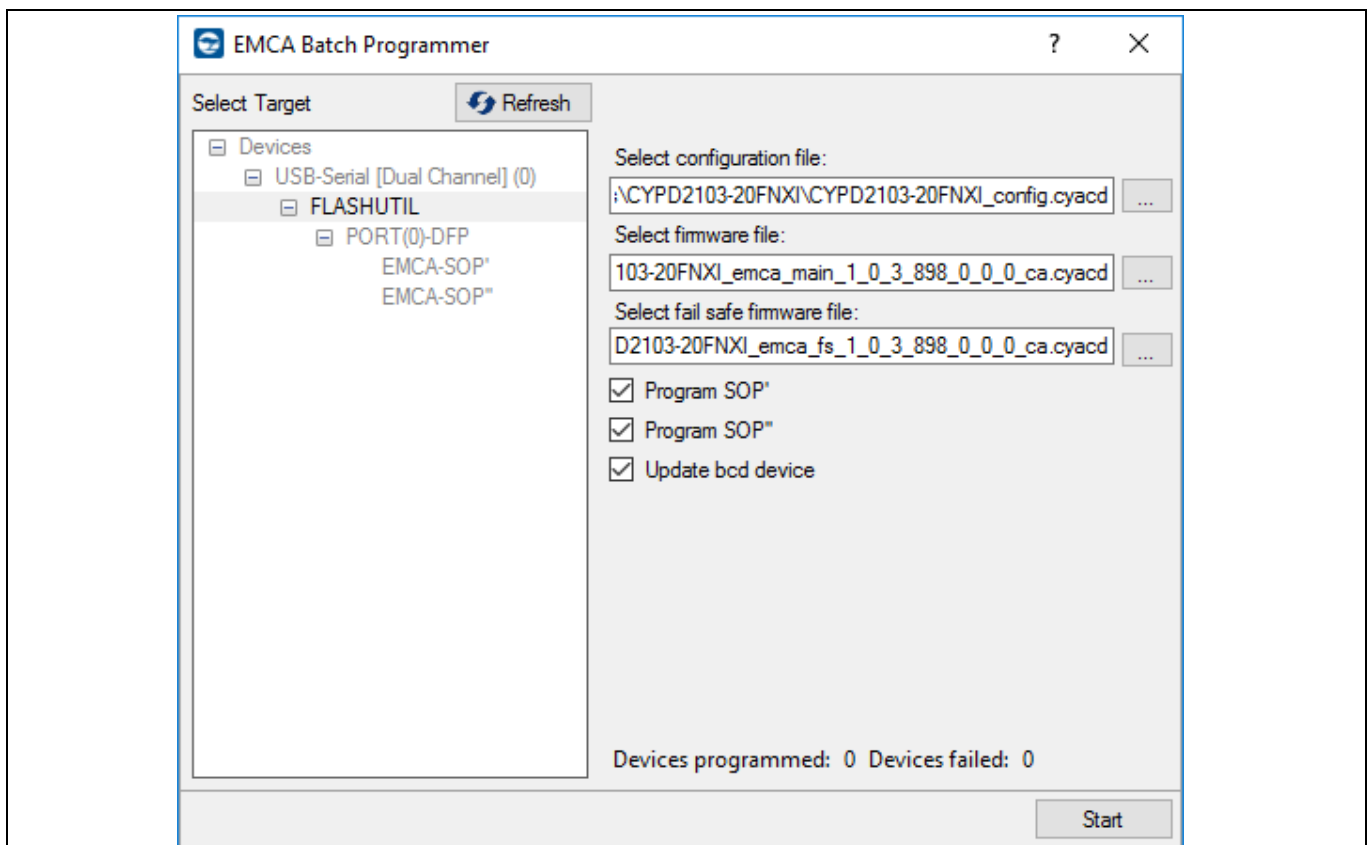 EMCA Batch Programmer ?
Select Target Refresh
Devices
USB-Serial [Dual Channel] (0)
FLASHUTIL
PORT(0)-DFP
EMCA-SOP'
EMCA-SOP"
Select configuration file:
\CYPD2103-20FNXI\CYPD2103-20FNXI_config.cyacd ...
Select firmware file:
103-20FNXI_emca_main_1_0_3_898_0_0_0_ca.cyacd ...
Select fail safe firmware file:
D2103-20FNXI_emca_fs_1_0_3_898_0_0_0_ca.cyacd ...
Program SOP'
Program SOP"
Update bcd device
Devices programmed: 0 Devices failed: 0
Start